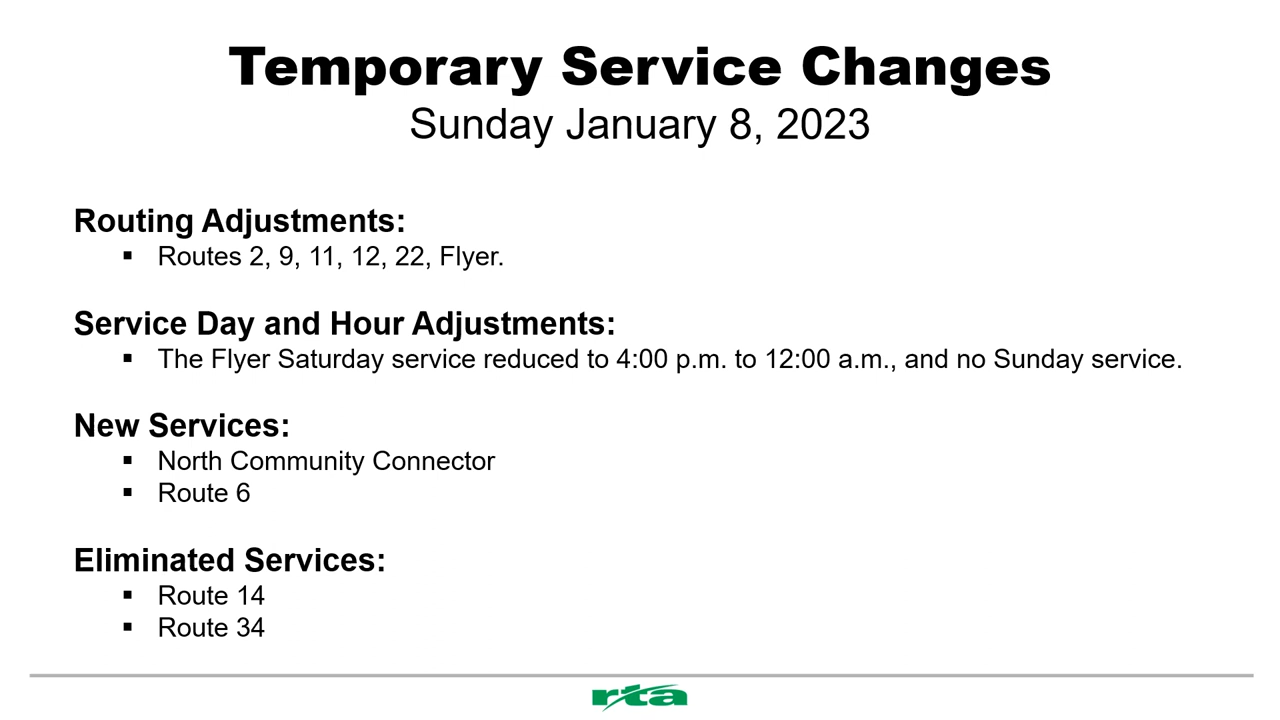 Temporary Service Changes
Sunday January 8, 2023
Routing Adjustments:
▪ Routes 2, 9, 11, 12, 22, Flyer.
Service Day and Hour Adjustments:
▪ The Flyer Saturday service reduced to 4:00 p.m. to 12:00 a.m., and no Sunday service.
New Services:
▪ North Community Connector
▪ Route 6
Eliminated Services:
▪ Route 14
▪ Route 34
rta